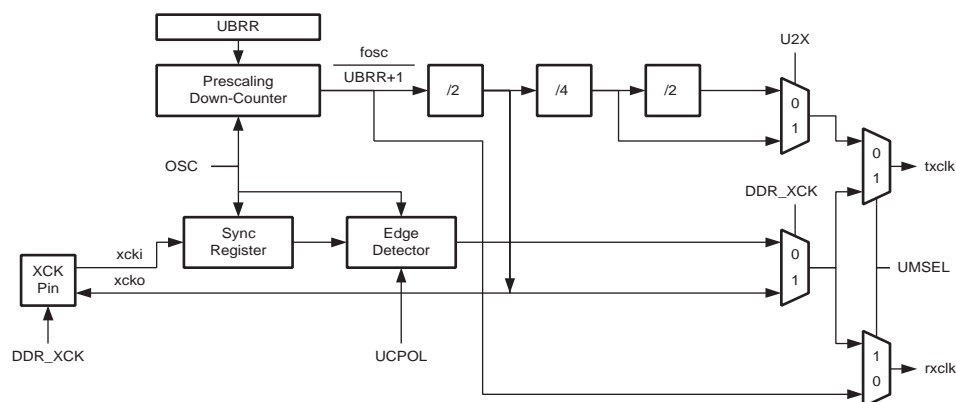 UBRR
Prescaling
Down-Counter
fosc
UBRR+1
/2
/4
/2
U2X
0
1
OSC
0
1
txclk
DDR_XCK
Sync
Register
Edge
Detector
xcki
XCK
Pin
xcko
0
1
UMSEL
DDR_XCK
UCPOL
1
0
rxclk